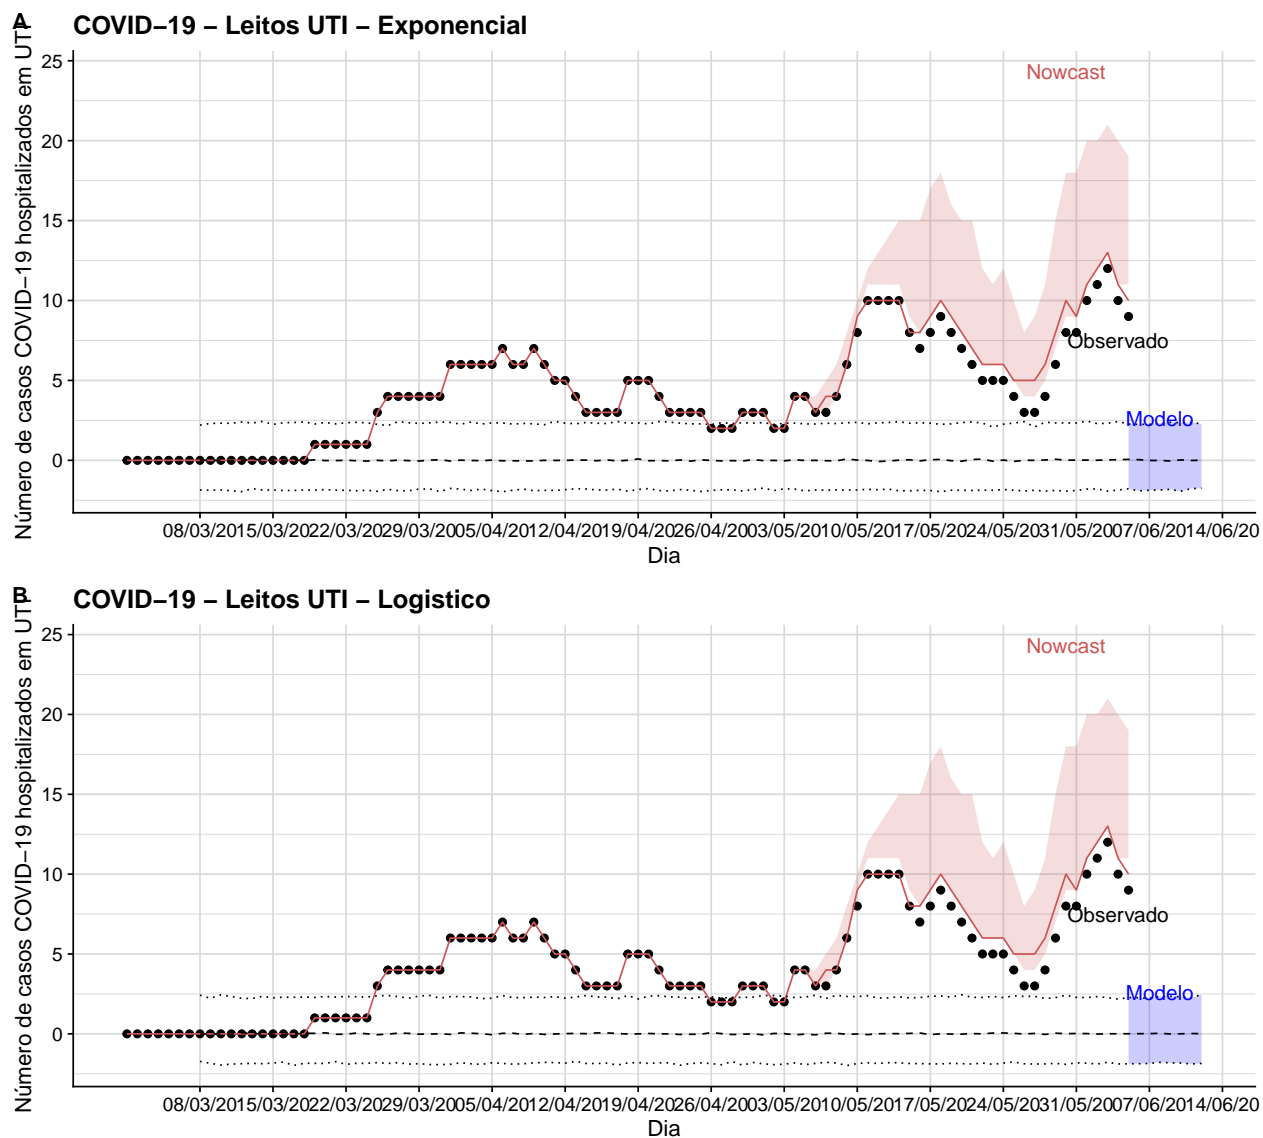 A
COVID–19 – Leitos UTI – Exponencial
Número de casos COVID–19 hospitalizados em UTI
25
20
15
10
5
0
Nowcast
Observado
Modelo
08/03/2015/03/2022/03/2029/03/2005/04/2012/04/2019/04/2026/04/2003/05/2010/05/2017/05/2024/05/2031/05/2007/06/2014/06/20
Dia
B
COVID–19 – Leitos UTI – Logistico
Número de casos COVID–19 hospitalizados em UTI
25
20
15
10
5
0
Nowcast
Observado
Modelo
08/03/2015/03/2022/03/2029/03/2005/04/2012/04/2019/04/2026/04/2003/05/2010/05/2017/05/2024/05/2031/05/2007/06/2014/06/20
Dia